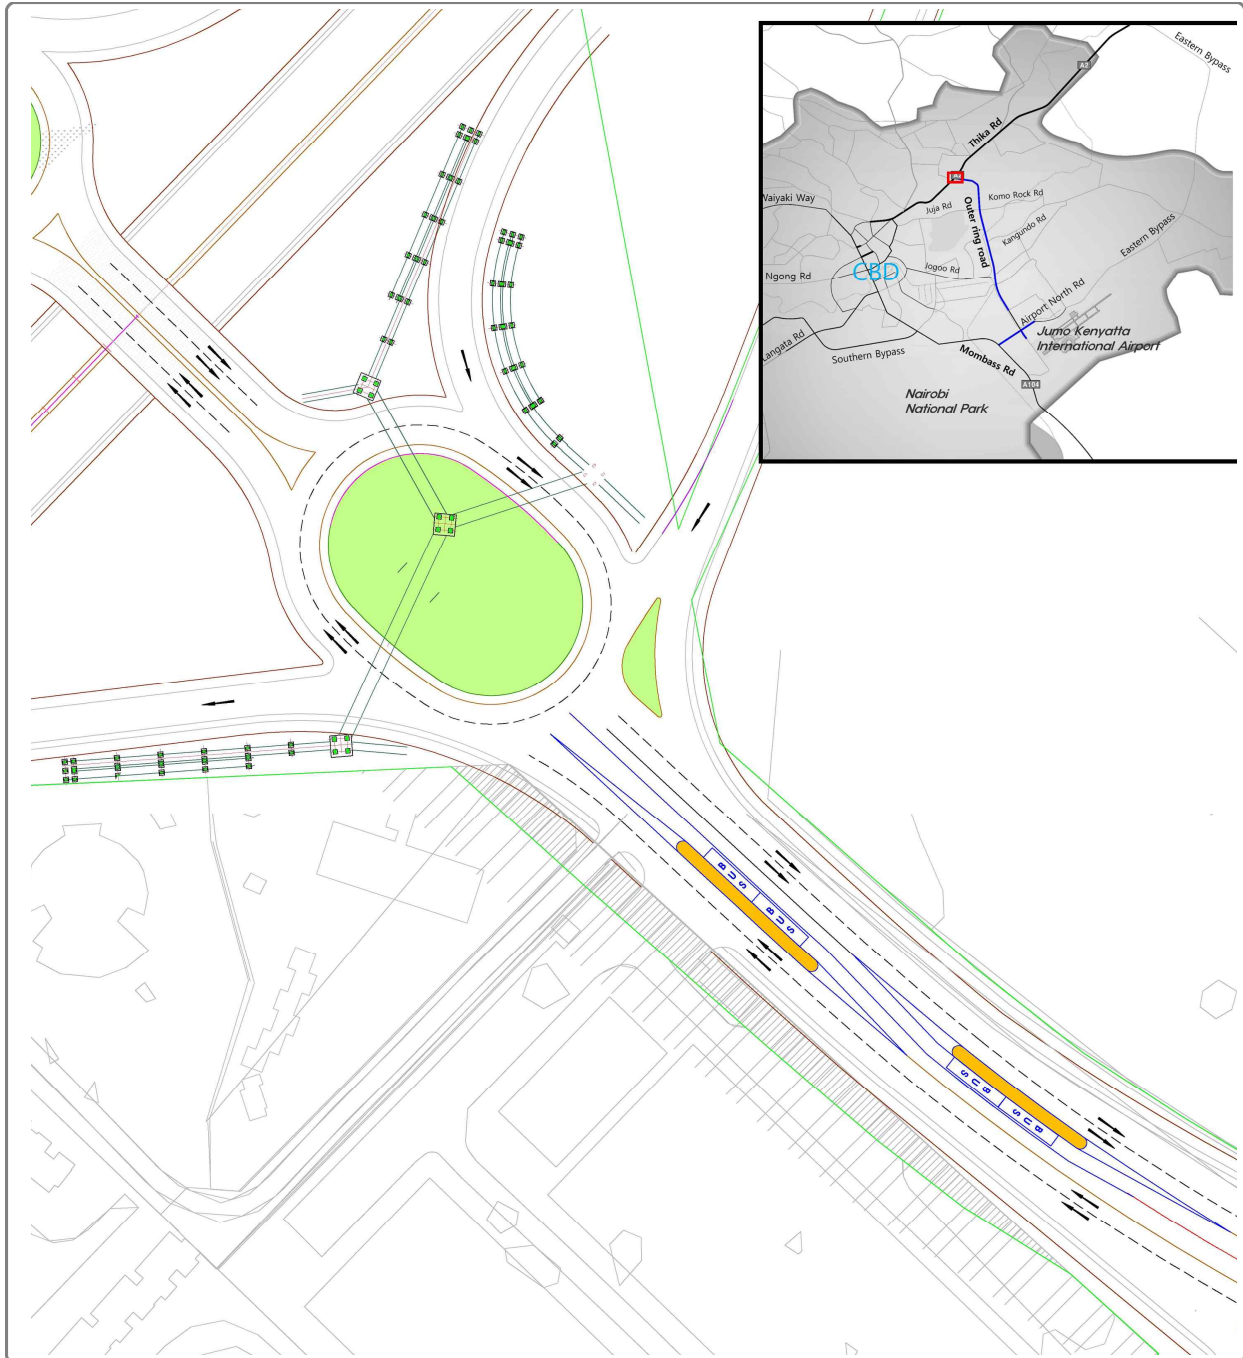 Eastern
Bypass
A2
Thika Rd
A2
Waiyaki Way
Juja Rd
Komo Rock Rd
Outer ring road
Kangundo Rd
Eastern Bypass
CBD
Jogoo Rd
Ngong Rd
Airport North Rd
Langata Rd
Southern Bypass
Mombass Rd
Jumo Kenyatta
International Airport
A104
Nairobi
National Park
BUS
BUS
BUS
BUS